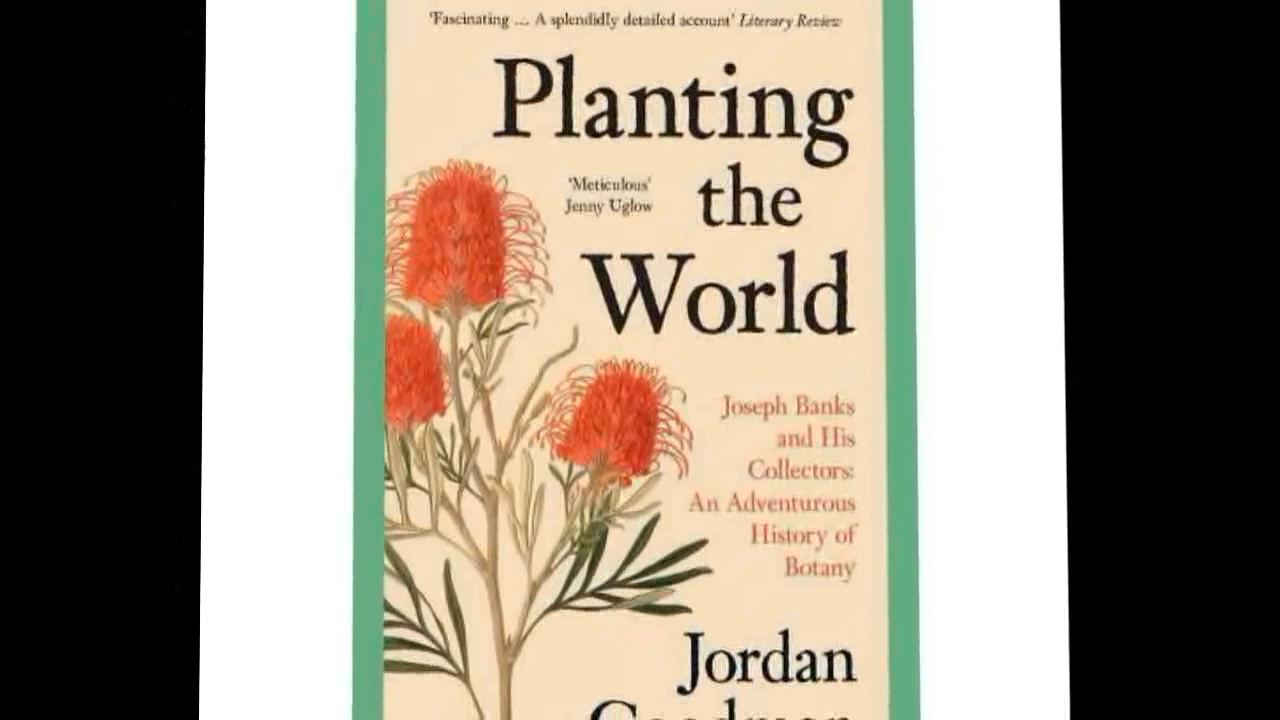 ‘Fascinating ... A splendidly detailed account’ Literary Review
Planting
the
‘Meticulous’
Jenny Uglow
World
Joseph Banks
and His
Collectors:
An Adventurous
History of
Botany
Jordan